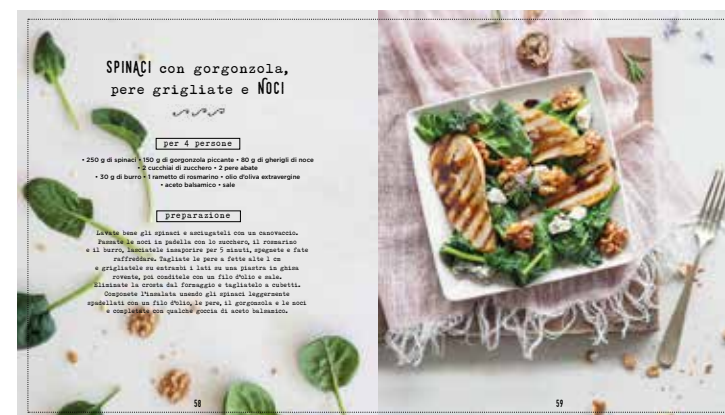 SPINACI con gorgonzola,
pere grigliate e NOCI
per 4 persone
• 250 g di spinaci • 150 g di gorgonzola piccante • 80 g di gherigli di noce
• 2 cucchiai di zucchero • 2 pere abate
• 30 g di burro • 1 rametto di rosmarino • olio d'oliva extravergine
• aceto balsamico • sale
preparazione
Lavate bene gli spinaci e asciugateli con un canovaccio.
Passate le noci in padella con lo zucchero, il rosmarino
e il burro, lasciatele insaporire per 5 minuti, spegnete e fate
raffreddare. Tagliate le pere a fette alte 1 cm
e grigliatele su entrambi i lati su una piastra in ghisa
rovente, poi conditele con un filo d'olio e sale.
Eliminate la crosta dal formaggio e tagliatelo a cubetti.
Componete l'insalata usando gli spinaci leggermente
spadellati con un filo d'olio, le pere, il gorgonzola e le noci
e completate con qualche goccia di aceto balsamico.
58
59